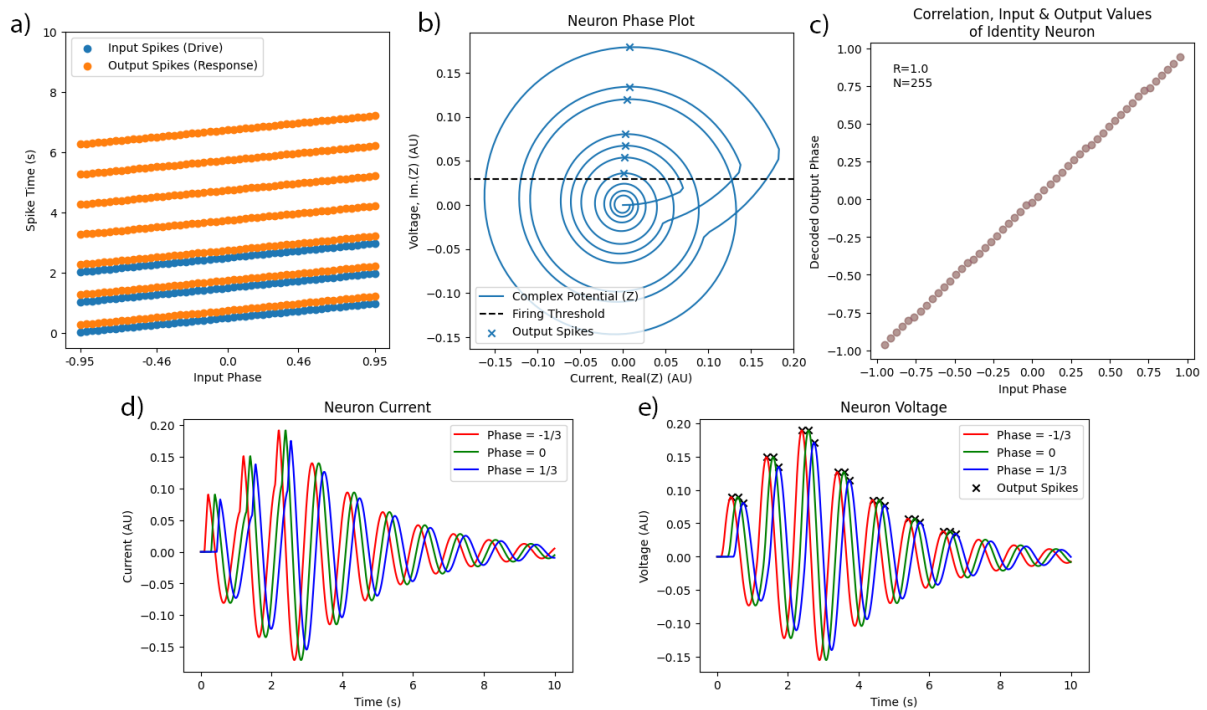 a)
10
8
6
4
2
0
Spike Time (s)
Input Spikes (Drive)
Output Spikes (Response)
-0.95
-0.46
0.0
0.46
0.95
Input Phase
b)
Neuron Phase Plot
0.15
0.10
0.05
0.00
−0.05
−0.10
−0.15
Voltage, Im.(Z) (AU)
Complex Potential (Z)
Firing Threshold
Output Spikes
−0.15
−0.10
−0.05
0.00
0.05
0.10
0.15
0.20
Current, Real(Z) (AU)
c)
Correlation, Input & Output Values
of Identity Neuron
1.00
0.75
0.50
0.25
0.00
−0.25
−0.50
−0.75
−1.00
Decoded Output Phase
R=1.0
N=255
−1.00
−0.75
−0.50
−0.25
0.00
0.25
0.50
0.75
1.00
Input Phase
d)
Neuron Current
0.20
0.15
0.10
0.05
0.00
−0.05
−0.10
−0.15
Current (AU)
Phase = -1/3
Phase = 0
Phase = 1/3
0
2
4
6
8
10
Time (s)
e)
Neuron Voltage
0.20
0.15
0.10
0.05
0.00
−0.05
−0.10
−0.15
Voltage (AU)
Phase = -1/3
Phase = 0
Phase = 1/3
Output Spikes
0
2
4
6
8
10
Time (s)